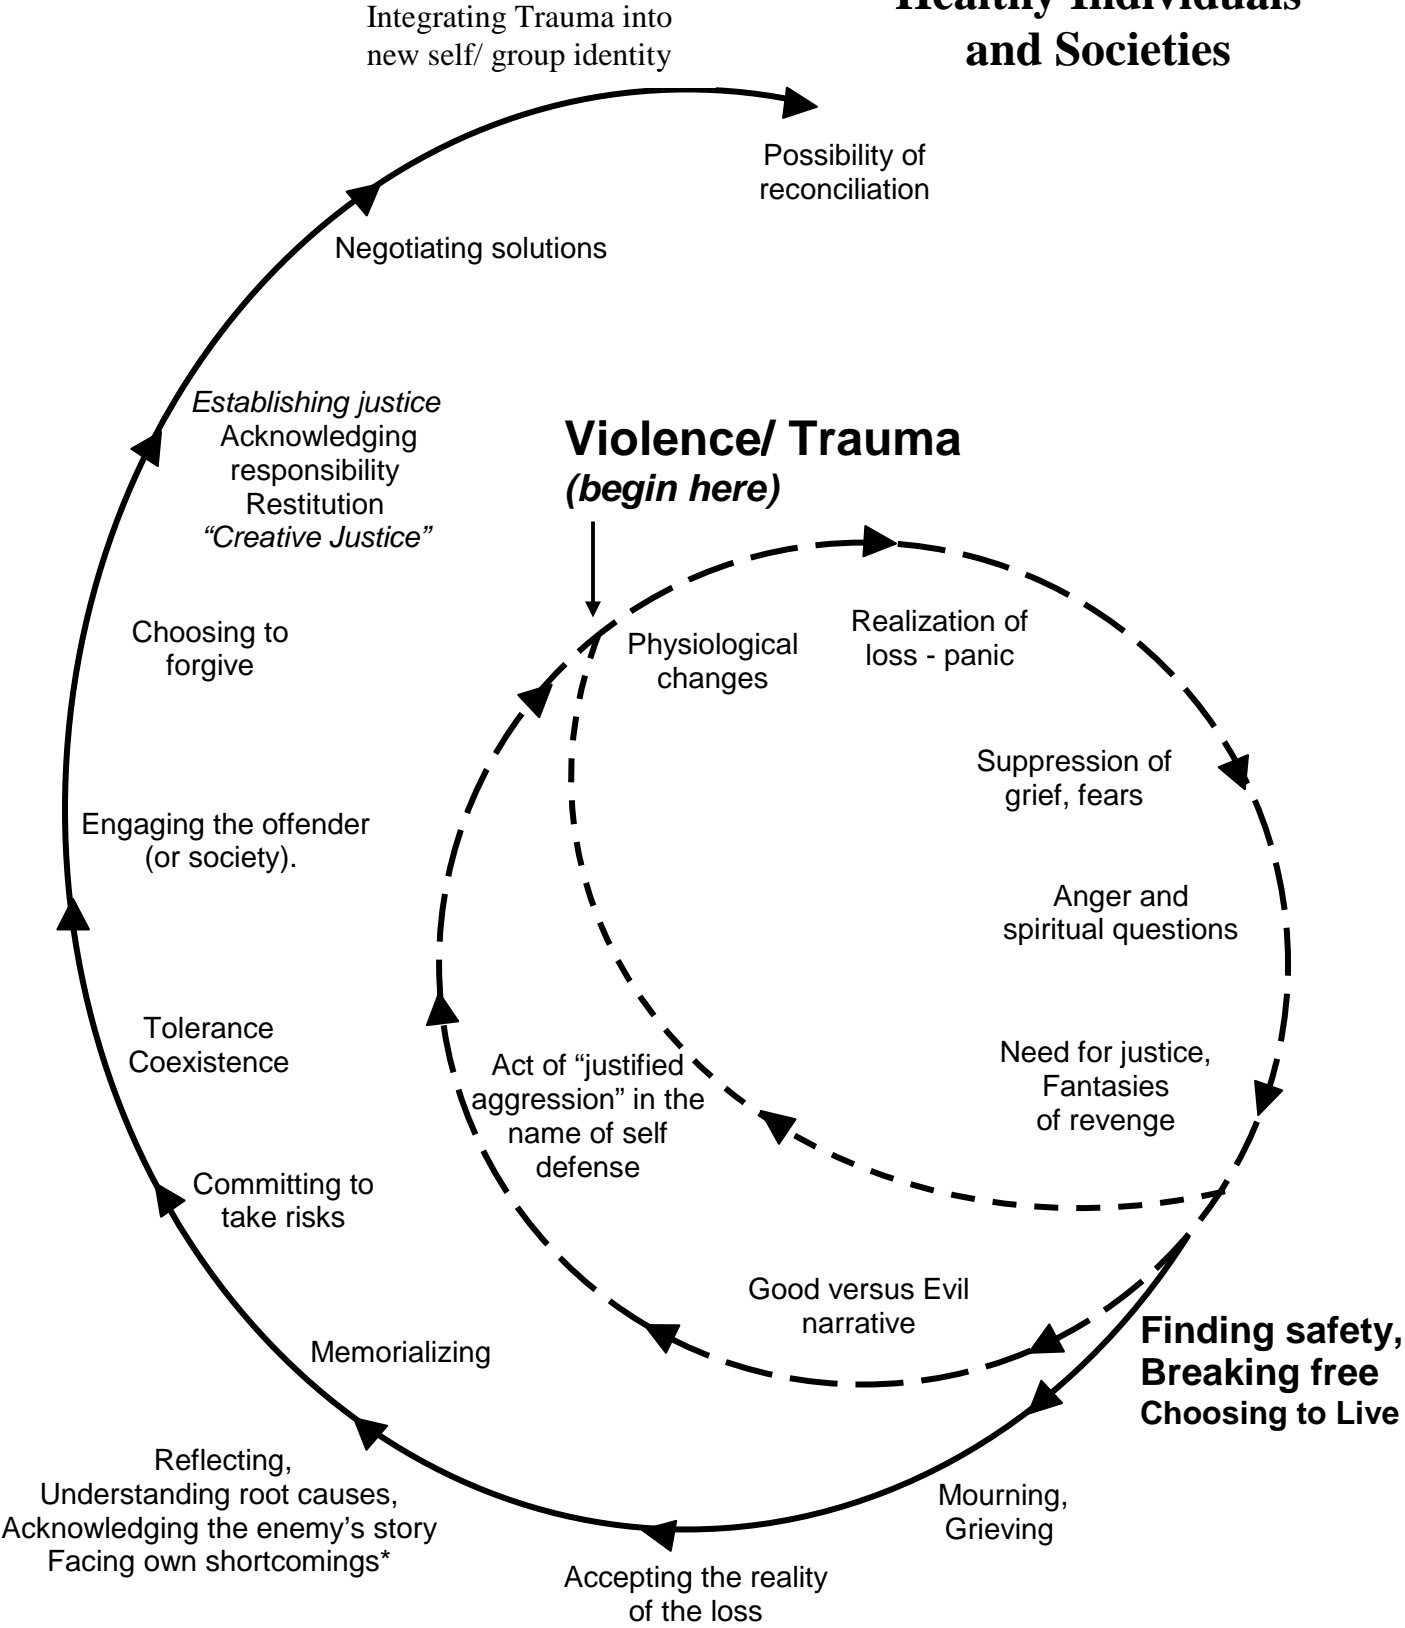 Integrating Trauma into
new self/ group identity
Healthy Individuals
and Societies
Possibility of
reconciliation
Negotiating solutions
Establishing justice
Acknowledging
responsibility
Restitution
“Creative Justice”
Violence/ Trauma
(begin here)
Physiological
changes
Realization of
loss - panic
Suppression of
grief, fears
Anger and
spiritual questions
Need for justice,
Fantasies
of revenge
Choosing to
forgive
Engaging the offender
(or society).
Tolerance
Coexistence
Act of “justified
aggression” in the
name of self
defense
Committing to
take risks
Good versus Evil
narrative
Finding safety,
Breaking free
Choosing to Live
Memorializing
Reflecting,
Understanding root causes,
Acknowledging the enemy’s story
Facing own shortcomings*
Mourning,
Grieving
Accepting the reality
of the loss